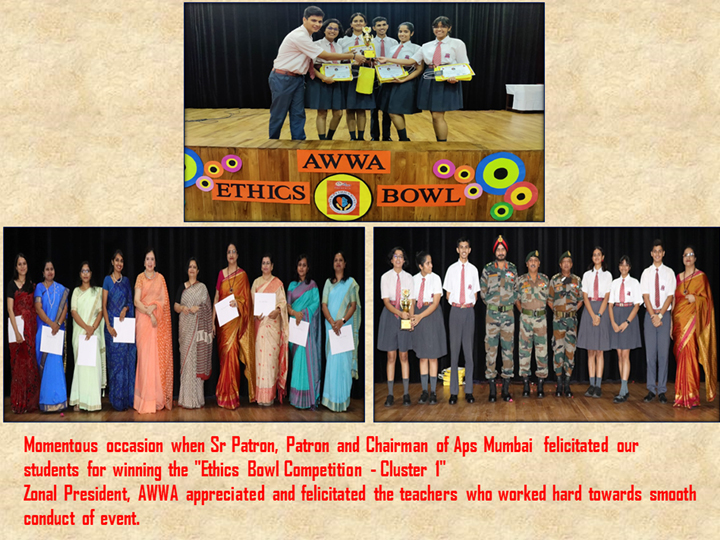 AWWA
ETHICS BOWL
Momentous occasion when Sr Patron, Patron and Chairman of Aps Mumbai felicitated our
students for winning the "Ethics Bowl Competition - Cluster 1"
Zonal President, AWWA appreciated and felicitated the teachers who worked hard towards smooth
conduct of event.